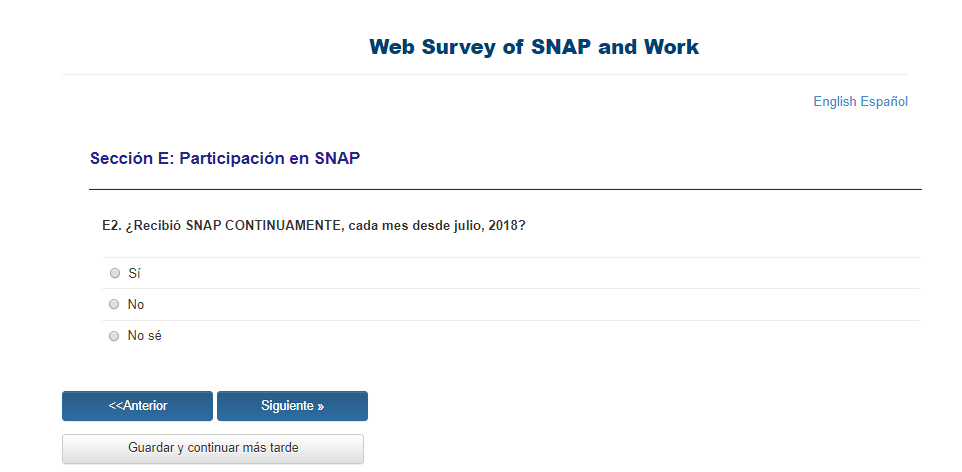 Web Survey of SNAP and Work
English Español
Sección E: Participación en SNAP
E2. ¿Recibió SNAP CONTINUAMENTE, cada mes desde julio, 2018?
Sí
No
No sé
<<Anterior
Siguiente »
Guardar y continuar más tarde